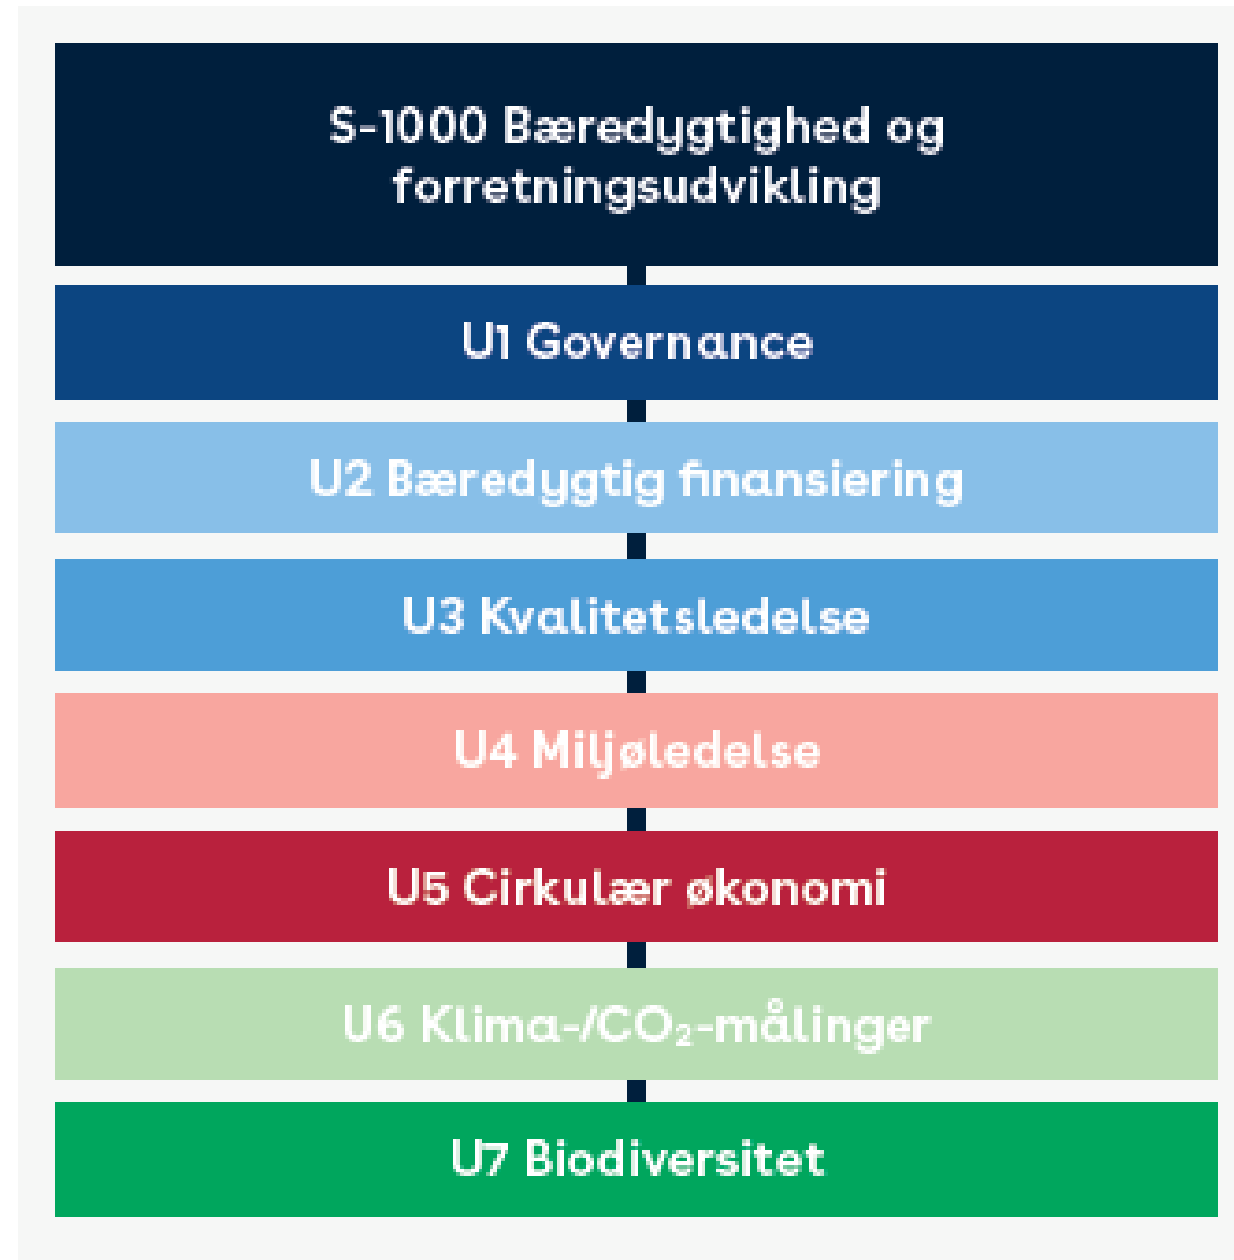 S-1000 Bæredygtighed og
forretningsudvikling
U1 Governance
U2 Bæredygtig finansiering
U3 Kvalitetsledelse
U4 Miljøledelse
U5 Cirkulær økonomi
U6 Klima-/CO₂-målinger
U7 Biodiversitet